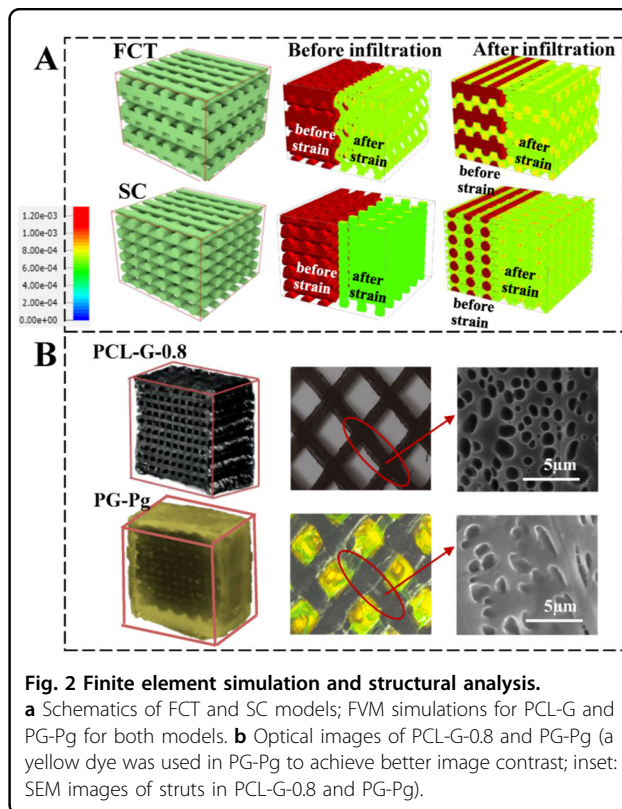 A
FCT
Before infiltration
After infiltration
before
strain
after
strain
before
strain
after
strain
SC
1.20e-03
1.00e-03
8.00e-04
6.00e-04
4.00e-04
2.00e-04
0.00e+00
before
strain
after
strain
before
strain
after
strain
B
PCL-G-0.8
5μm
PG-Pg
5μm
Fig. 2 Finite element simulation and structural analysis.
a Schematics of FCT and SC models; FVM simulations for PCL-G and
PG-Pg for both models. b Optical images of PCL-G-0.8 and PG-Pg (a
yellow dye was used in PG-Pg to achieve better image contrast; inset:
SEM images of struts in PCL-G-0.8 and PG-Pg).